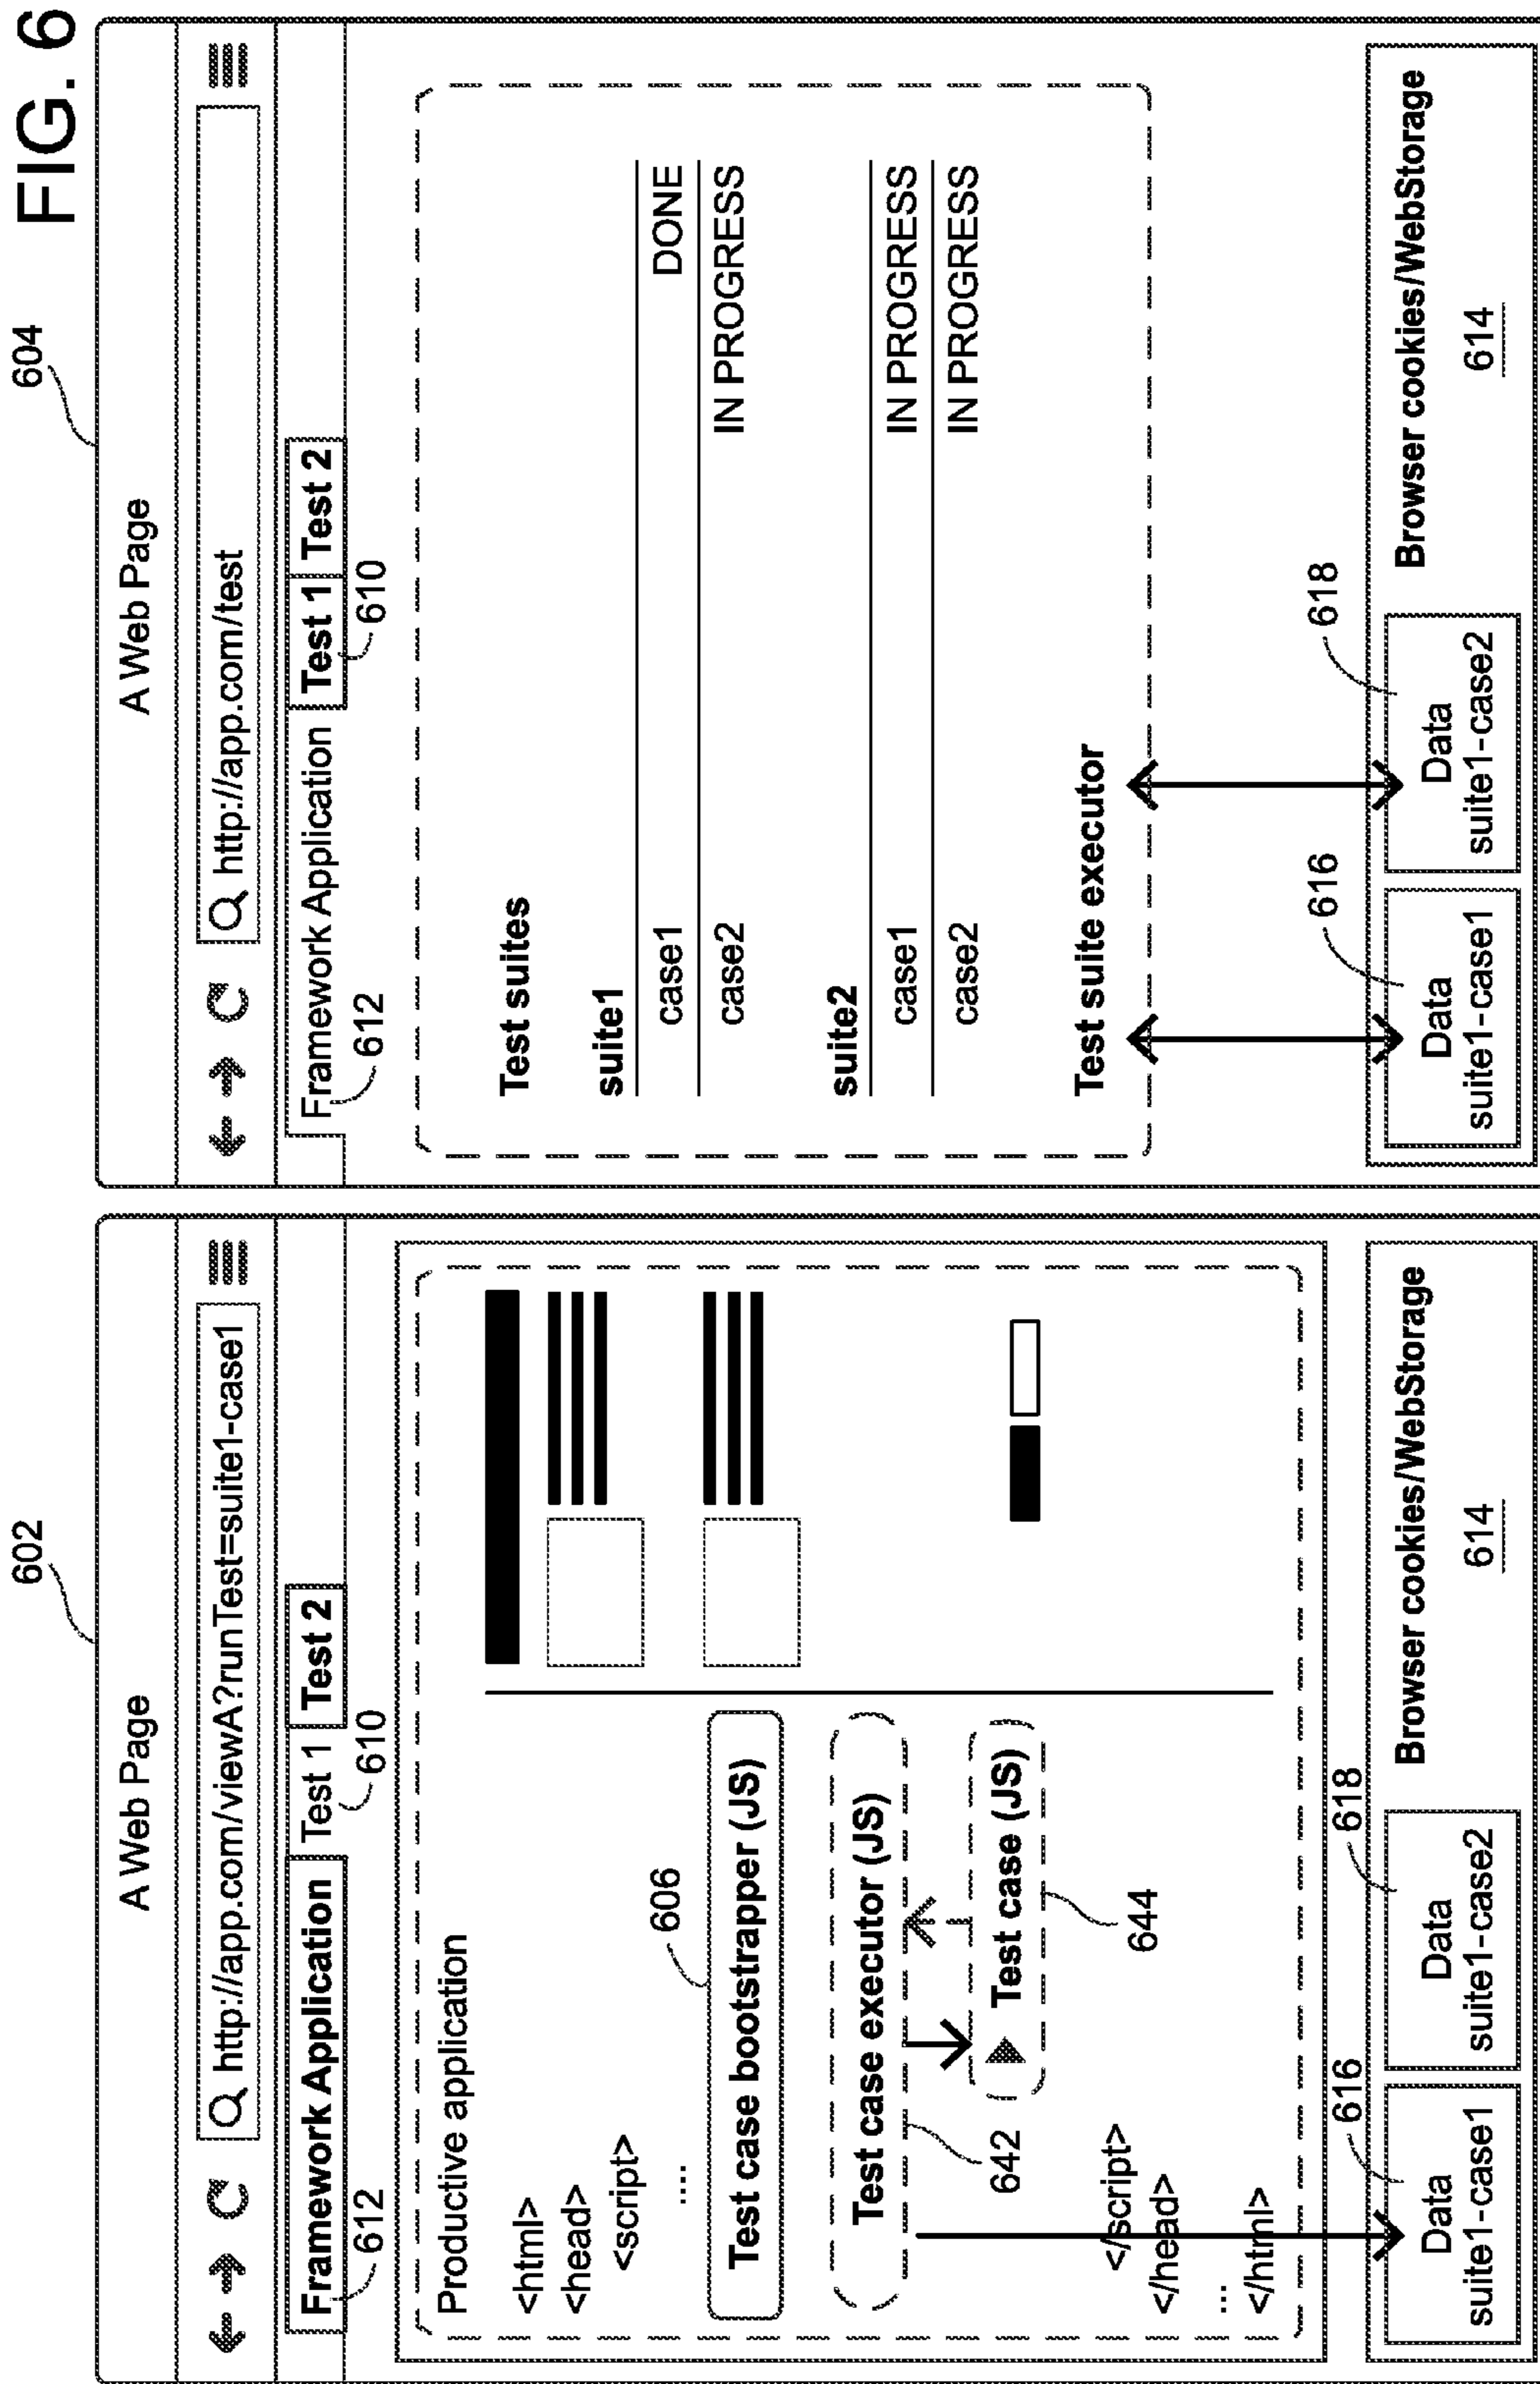 FIG. 6
602
A Web Page
http://app.com/viewA?runTest=suite1-case1
Framework Application
Test 1
Test 2
612
610
Productive application
<html>
<head>
<script>
...
606
Test case bootstrapper (JS)
Test case executor (JS)
642
Test case (JS)
644
</script>
</head>
...
</html>
616
618
Data
suite1-case1
Data
suite1-case2
Browser cookies/WebStorage
614
604
A Web Page
http://app.com/test
Framework Application
Test 1
Test 2
612
610
Test suites
suite1
case1 DONE
case2 IN PROGRESS
suite2
case1 IN PROGRESS
case2 IN PROGRESS
Test suite executor
616
618
Data
suite1-case1
Data
suite1-case2
Browser cookies/WebStorage
614